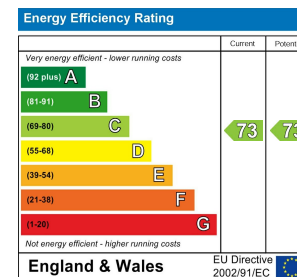 Energy Efficiency Rating
Current Potent
Very energy efficient - lower running costs
(92 plus) A
(81-91) B
(69-80) C
73 73
(55-68) D
(39-54) E
(21-38) F
(1-20) G
Not energy efficient - higher running costs
England & Wales
EU Directive
2002/91/EC